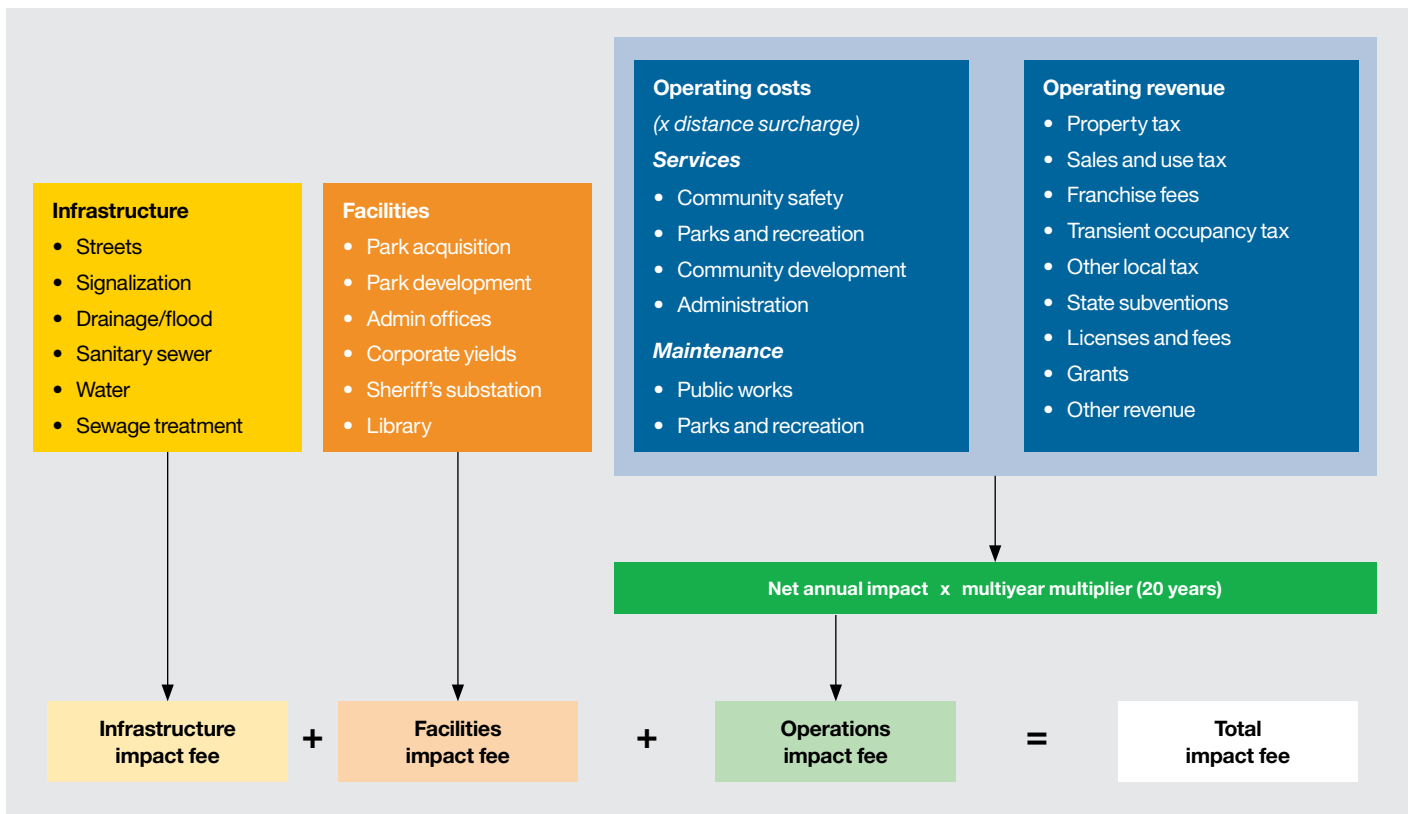 Infrastructure
• Streets
• Signalization
• Drainage/flood
• Sanitary sewer
• Water
• Sewage treatment
Facilities
• Park acquisition
• Park development
• Admin offices
• Corporate yields
• Sheriff's substation
• Library
Operating costs
(x distance surcharge)
Services
• Community safety
• Parks and recreation
• Community development
• Administration
Maintenance
• Public works
• Parks and recreation
Operating revenue
• Property tax
• Sales and use tax
• Franchise fees
• Transient occupancy tax
• Other local tax
• State subventions
• Licenses and fees
• Grants
• Other revenue
Net annual impact x multiyear multiplier (20 years)
Infrastructure
impact fee
+
Facilities
impact fee
+
Operations
impact fee
=
Total
impact fee